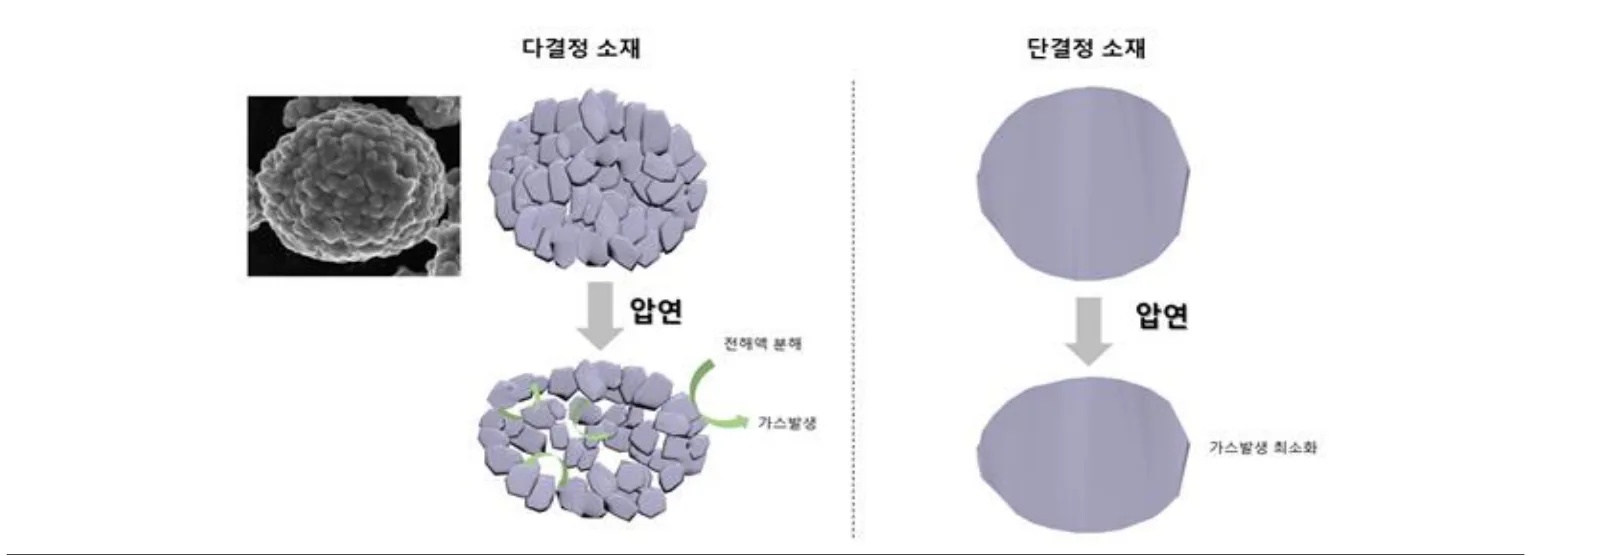 다결정 소재
단결정 소재
압연
압연
전해액 분해
가스발생
가스발생 최소화